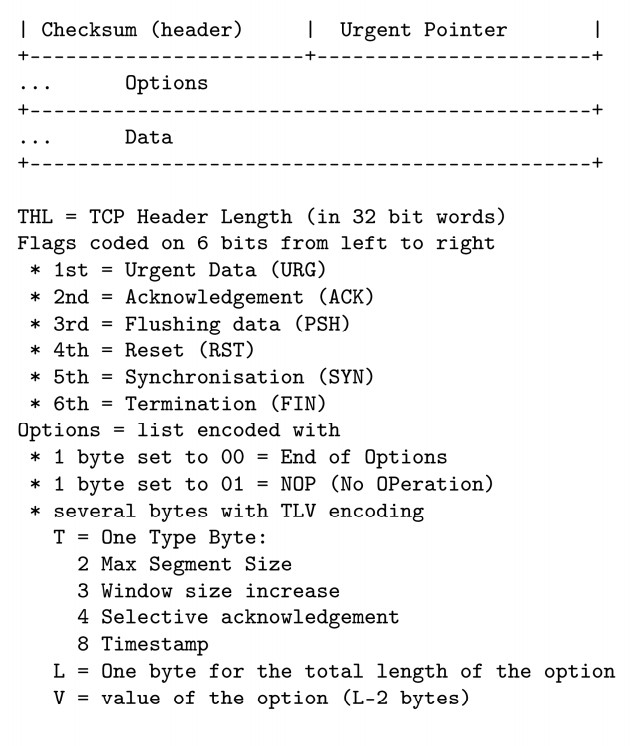 | Checksum (header)     |  Urgent Pointer       |
+-----------------------+-----------------------+
...      Options
+-----------------------------------------------+
...      Data
+-----------------------------------------------+
THL = TCP Header Length (in 32 bit words)
Flags coded on 6 bits from left to right
 * 1st = Urgent Data (URG)
 * 2nd = Acknowledgement (ACK)
 * 3rd = Flushing data (PSH)
 * 4th = Reset (RST)
 * 5th = Synchronisation (SYN)
 * 6th = Termination (FIN)
Options = list encoded with
 * 1 byte set to 00 = End of Options
 * 1 byte set to 01 = NOP (No OPeration)
 * several bytes with TLV encoding
   T = One Type Byte:
     2 Max Segment Size
     3 Window size increase
     4 Selective acknowledgement
     8 Timestamp
   L = One byte for the total length of the option
   V = value of the option (L-2 bytes)